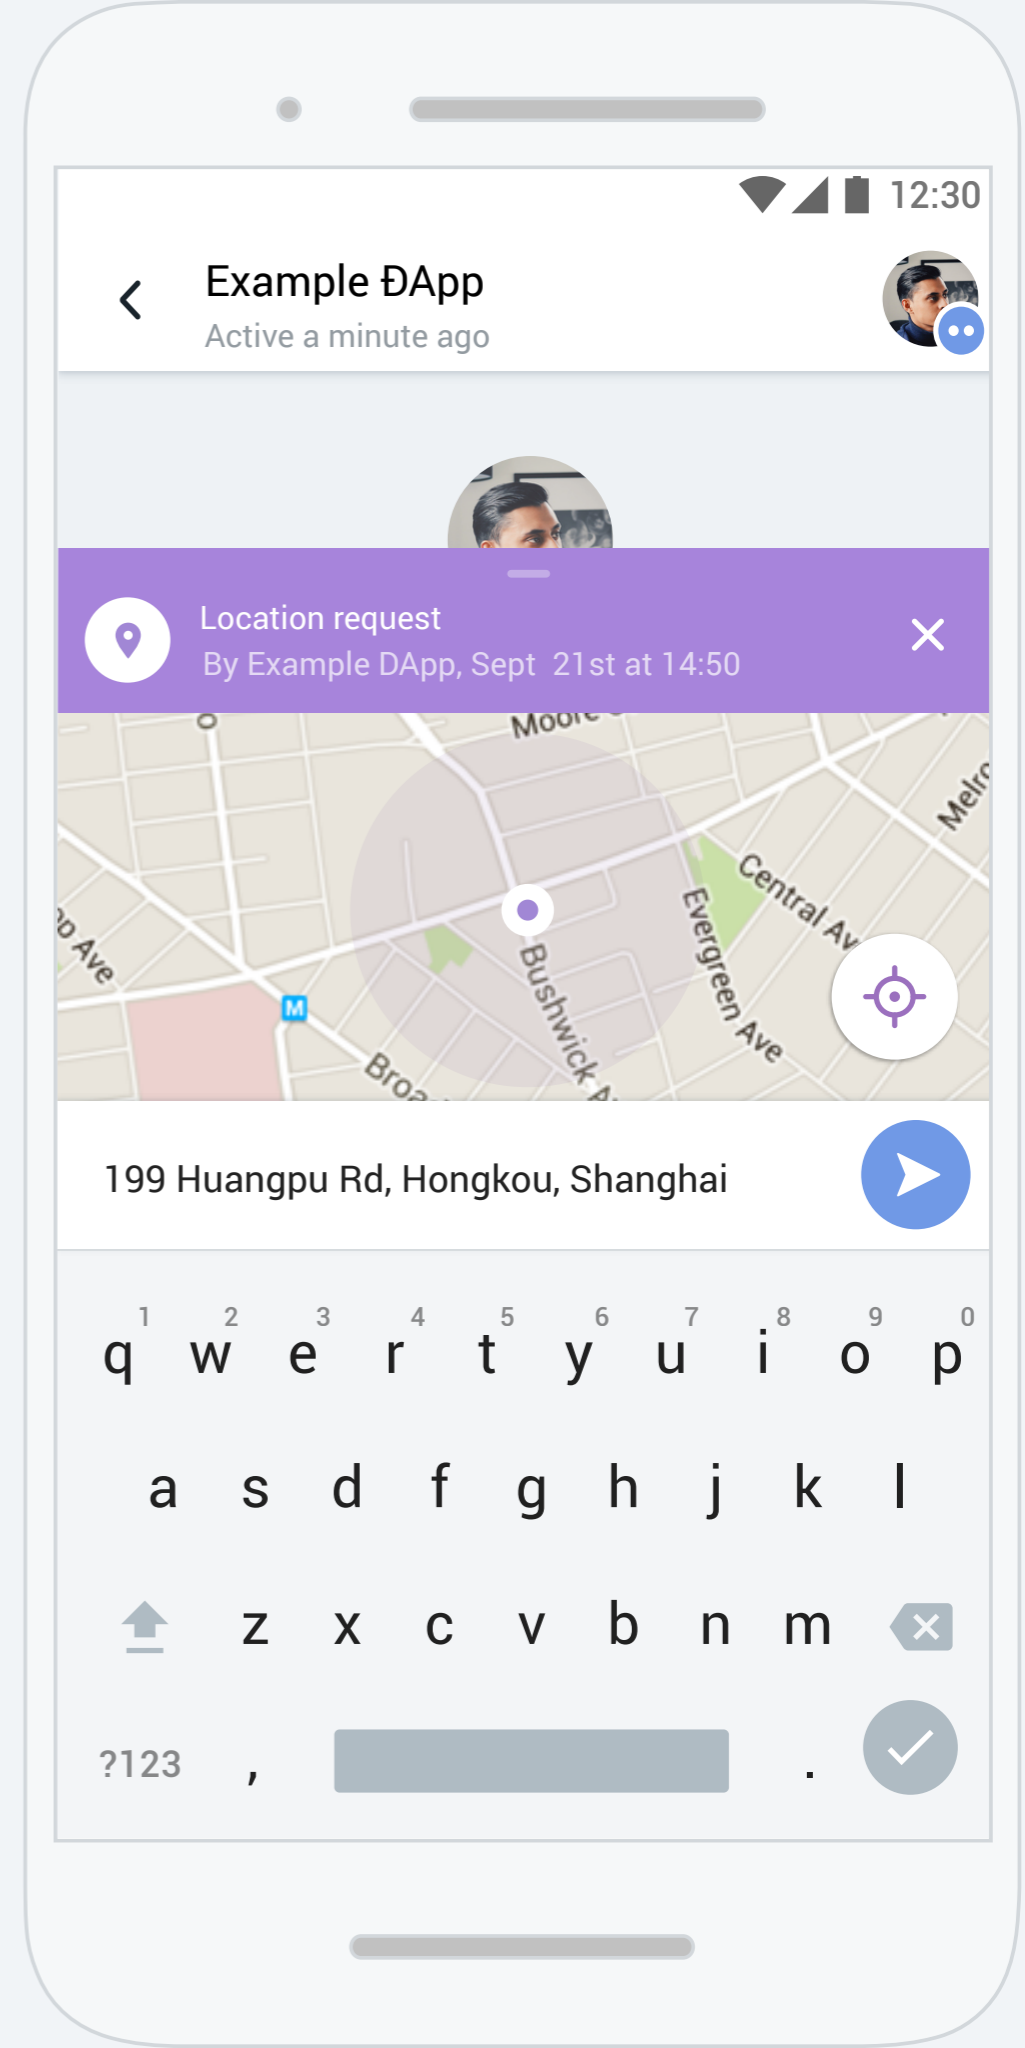 12:30
Example ĐApp
Active a minute ago
Location request
By Example DApp, Sept 21st at 14:50
Central Av
Evergreen Ave
Ave
M
Bushwick A
199 Huangpu Rd, Hongkou, Shanghai
1 2 3 4 5 6 7 8 9 0
q w e r t y u i o p
a s d f g h j k l
z x c v b n m
?123 , .